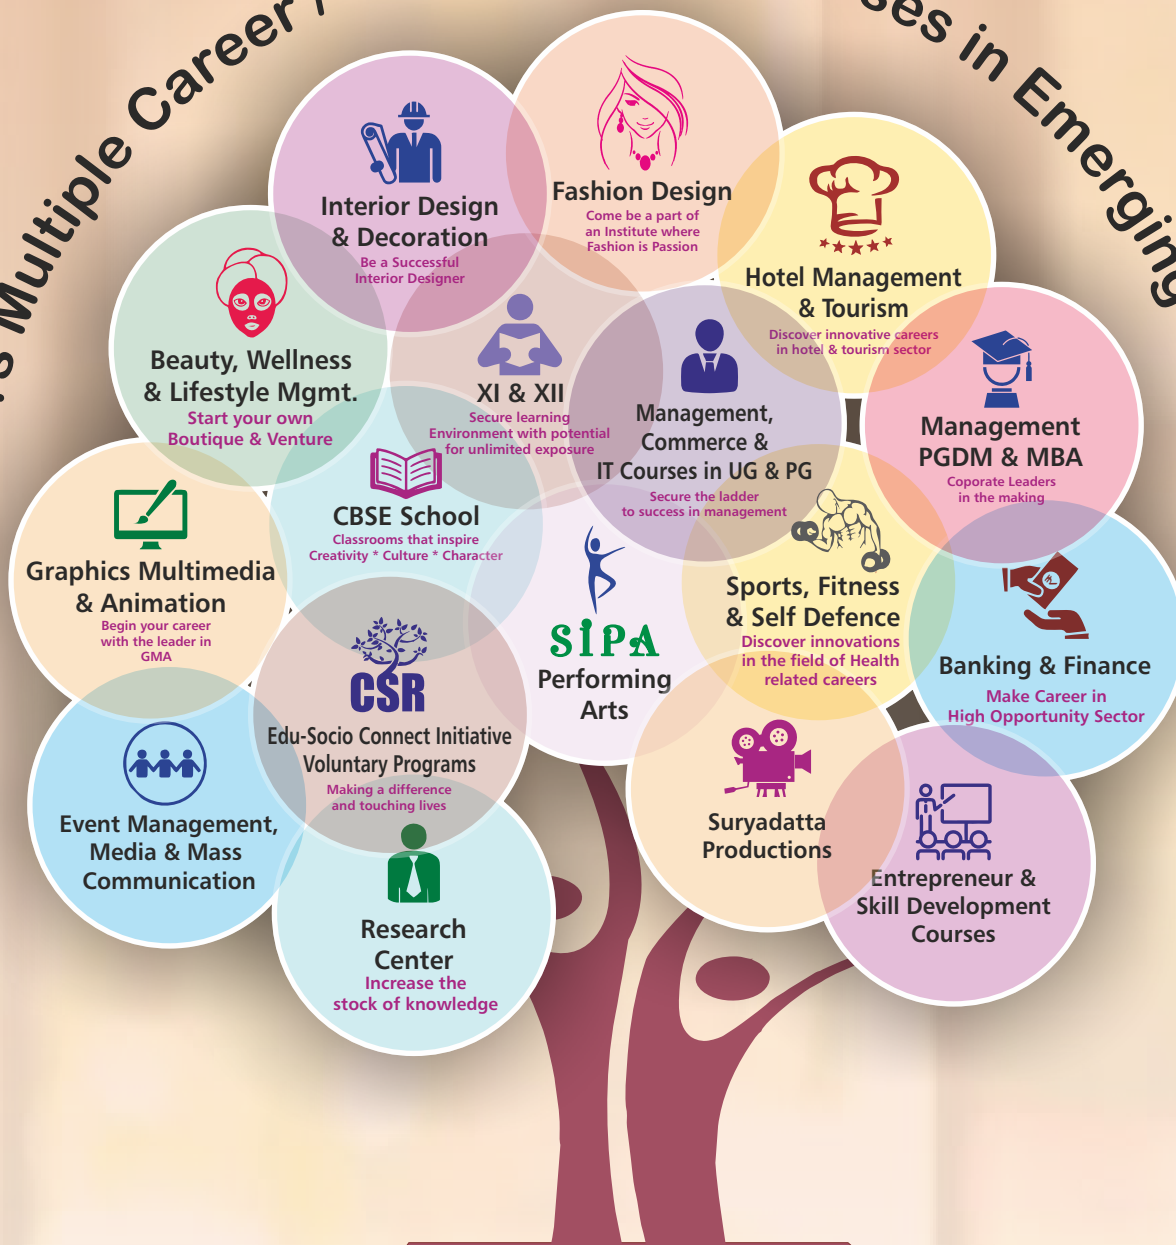 Multiple Career
in Emerging
Fashion Design
Come be a part of
an Institute where
Fashion is Passion
Interior Design
& Decoration
Be a Successful
Interior Designer
Hotel Management
& Tourism
Discover innovative careers
in hotel & tourism sector
Beauty, Wellness
& Lifestyle Mgmt.
Start your own
Boutique & Venture
XI & XII
Secure learning
Environment with potential
for unlimited exposure
Management,
Commerce &
IT Courses in UG & PG
Secure the ladder
to success in management
Management
PGDM & MBA
Coporate Leaders
in the making
CBSE School
Classrooms that inspire
Creativity * Culture * Character
Graphics Multimedia
& Animation
Begin your career
with the leader in
GMA
SIPA
Performing
Arts
Sports, Fitness
& Self Defence
Discover innovations
in the field of Health
related careers
Banking & Finance
Make Career in
High Opportunity Sector
CSR
Edu-Socio Connect Initiative
Voluntary Programs
Making a difference
and touching lives
Event Management,
Media & Mass
Communication
Suryadatta
Productions
Entrepreneur &
Skill Development
Courses
Research
Center
Increase the
stock of knowledge